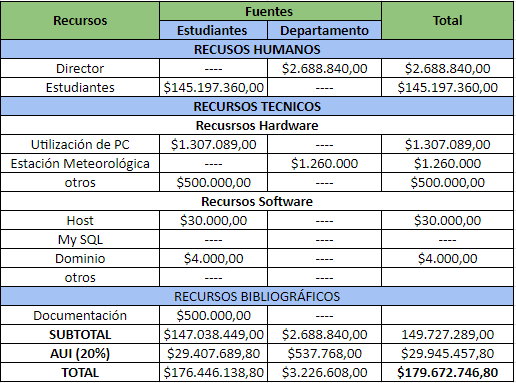 Recursos Fuentes Total
Estudiantes Departamento
RECUSOS HUMANOS
Director ---- $2.688.840,00 $2.688.840,00
Estudiantes $145.197.360,00 ---- $145.197.360,00
RECURSOS TECNICOS
Recusrsos Hardware
Utilización de PC $1.307.089,00 ---- $1.307.089,00
Estación Meteorológica ---- $1.260.000 $1.260.000
otros $500.000,00 ---- $500.000,00
Recursos Software
Host $30.000,00 ---- $30.000,00
My SQL ---- ---- ----
Dominio $4.000,00 ---- $4.000,00
otros ---- ----
RECURSOS BIBLIOGRÁFICOS
Documentación $500.000,00 ----
SUBTOTAL $147.038.449,00 $2.688.840,00 149.727.289,00
AUI (20%) $29.407.689,80 $537.768,00 $29.945.457,80
TOTAL $176.446.138,80 $3.226.608,00 $179.672.746,80